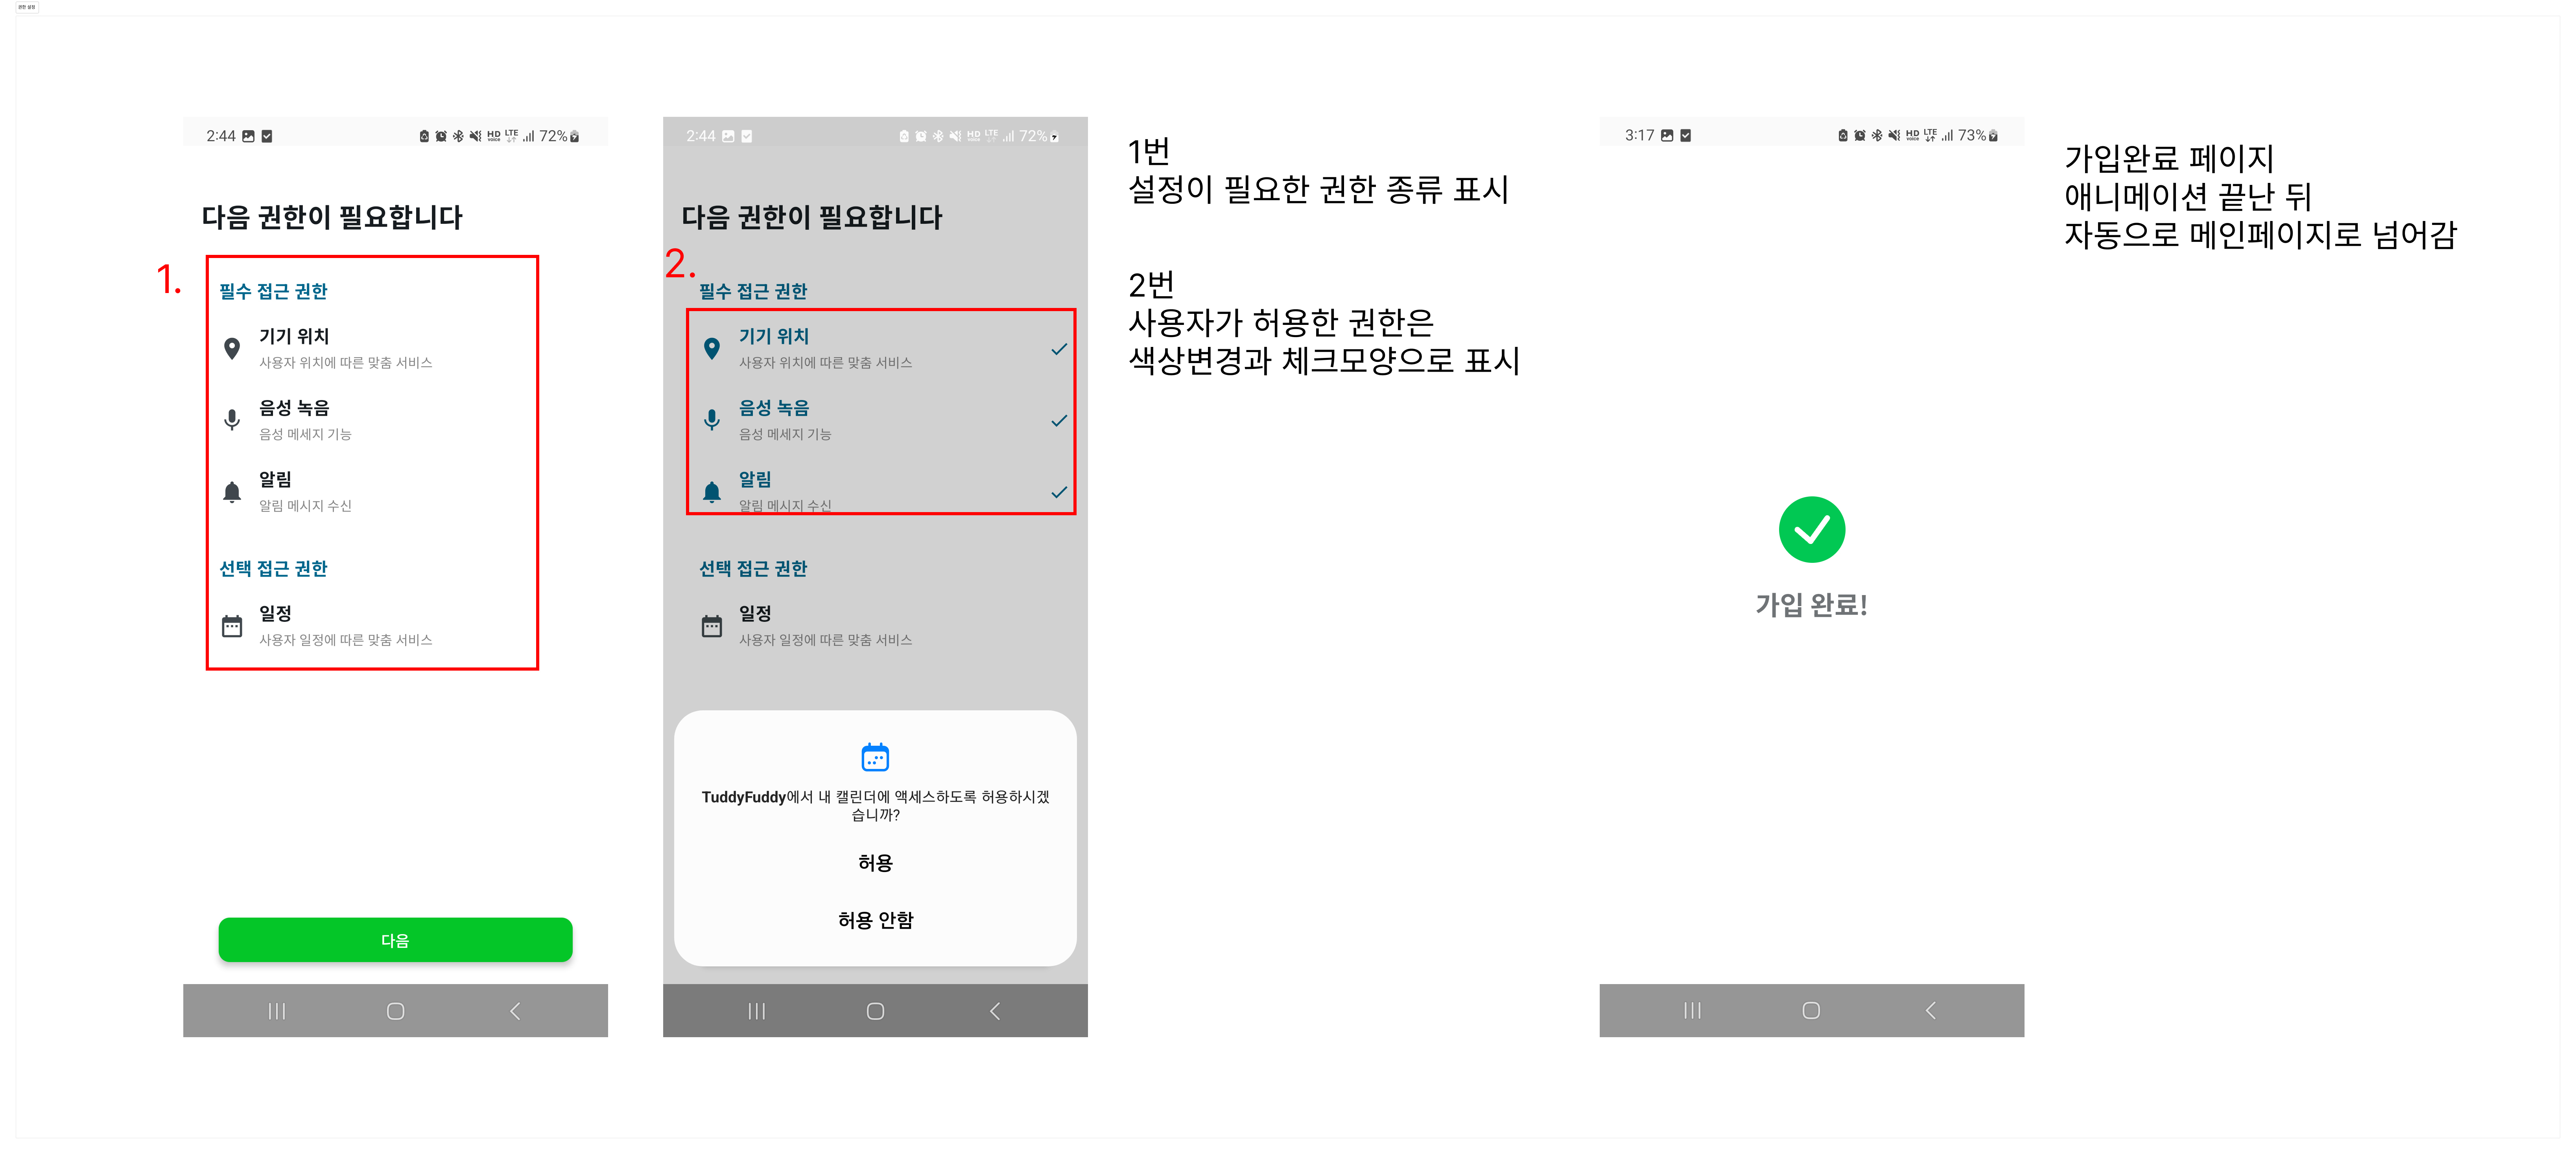 권한 설정
2:44
HD VOICE LTE 72%
다음 권한이 필요합니다
1.
필수 접근 권한
기기 위치
사용자 위치에 따른 맞춤 서비스
음성 녹음
음성 메세지 기능
알림
알림 메시지 수신
선택 접근 권한
일정
사용자 일정에 따른 맞춤 서비스
다음
2:44
HD VOICE LTE 72%
다음 권한이 필요합니다
2.
필수 접근 권한
기기 위치
사용자 위치에 따른 맞춤 서비스
음성 녹음
음성 메세지 기능
알림
알림 메시지 수신
선택 접근 권한
일정
사용자 일정에 따른 맞춤 서비스
TuddyFuddy에서 내 캘린더에 액세스하도록 허용하시겠
습니까?
허용
허용 안함
1번
설정이 필요한 권한 종류 표시
2번
사용자가 허용한 권한은
색상변경과 체크모양으로 표시
3:17
HD VOICE LTE 73%
가입 완료!
가입완료 페이지
애니메이션 끝난 뒤
자동으로 메인페이지로 넘어감